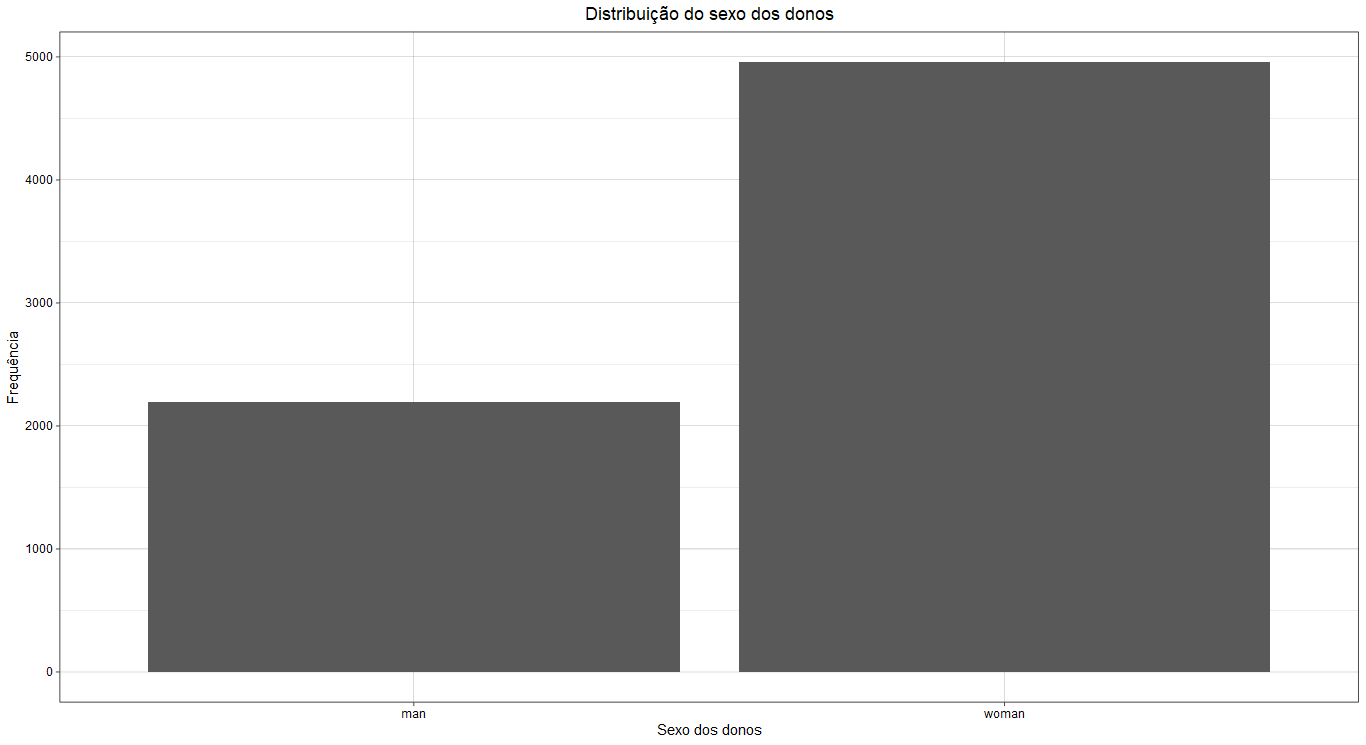 Distribuição do sexo dos donos
5000
4000
3000
2000
1000
0
Frequência
man
woman
Sexo dos donos